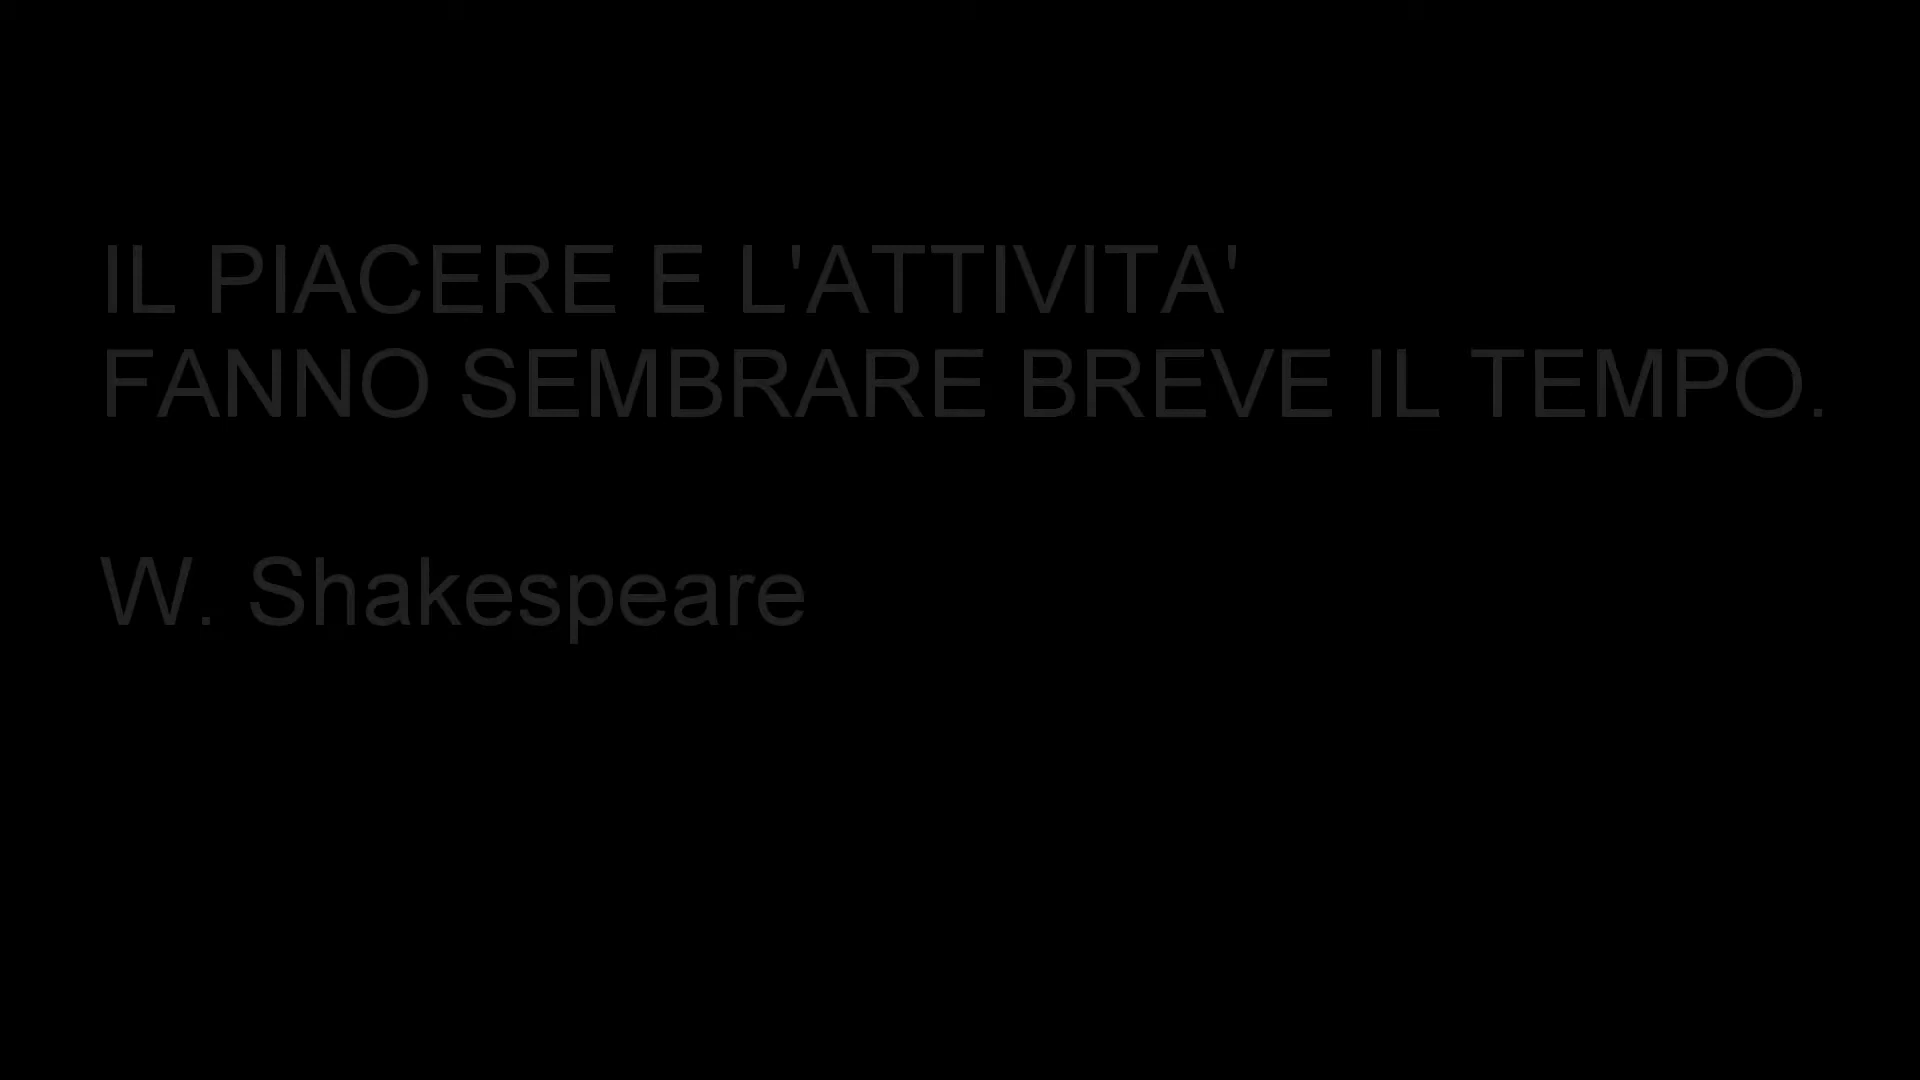 IL PIACERE E L'ATTIVITA'
FANNO SEMBRARE BREVE IL TEMPO.
W. Shakespeare